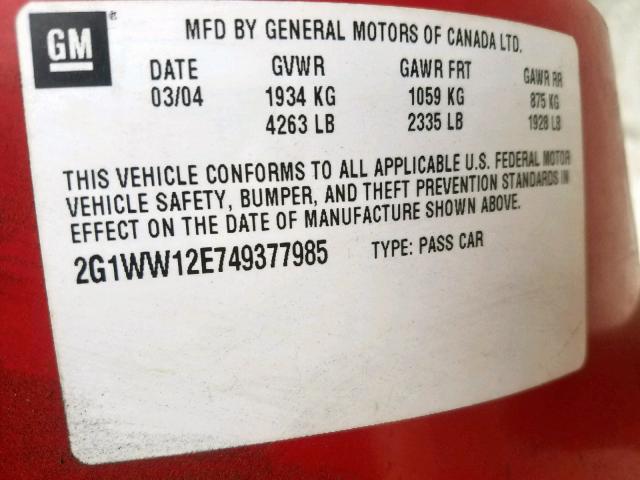 GM ®
MFD BY GENERAL MOTORS OF CANADA LTD.
DATE GVWR GAWR FRT GAWR RR
03/04 1934 KG 1059 KG 875 KG
4263 LB 2335 LB 1928 LB
THIS VEHICLE CONFORMS TO ALL APPLICABLE U.S. FEDERAL MOTOR
VEHICLE SAFETY, BUMPER, AND THEFT PREVENTION STANDARDS IN
EFFECT ON THE DATE OF MANUFACTURE SHOWN ABOVE.
2G1WW12E749377985 TYPE: PASS CAR